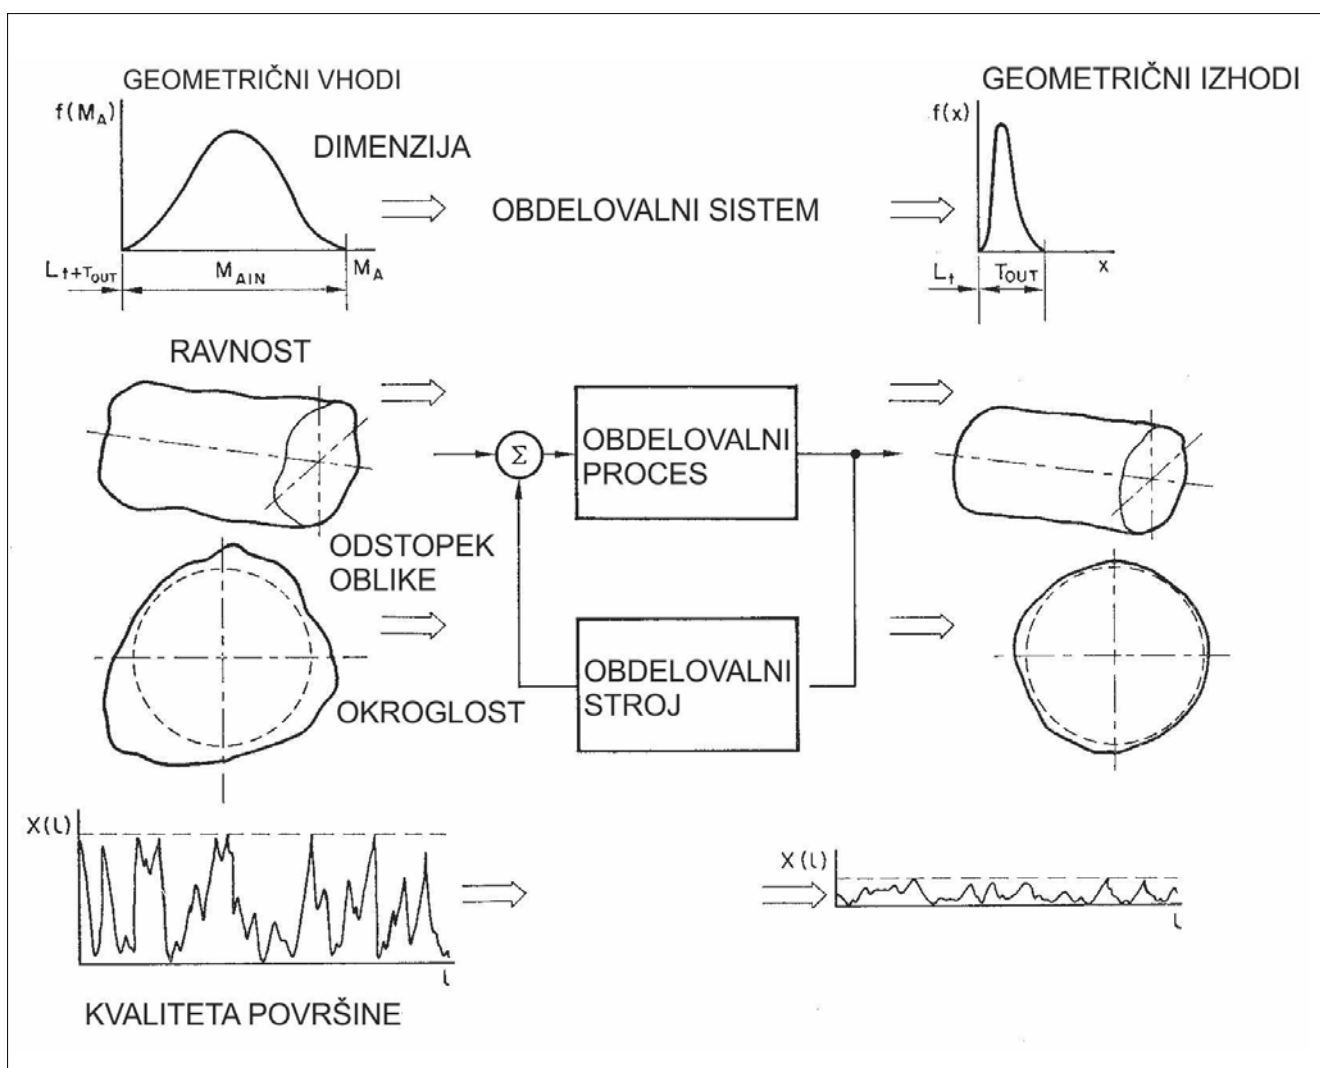 GEOMETRIČNI VHODI
GEOMETRIČNI IZHODI
f(M_A)
DIMENZIJA
f(x)
OBDELOVALNI SISTEM
L_t+T_OUT
M_AIN
M_A
L_t
T_OUT
x
RAVNOST
Σ
OBDELOVALNI
PROCES
ODSTOPEK
OBLIKE
OBDELOVALNI
STROJ
OKROGLOST
X(l)
l
X(l)
l
KVALITETA POVRŠINE